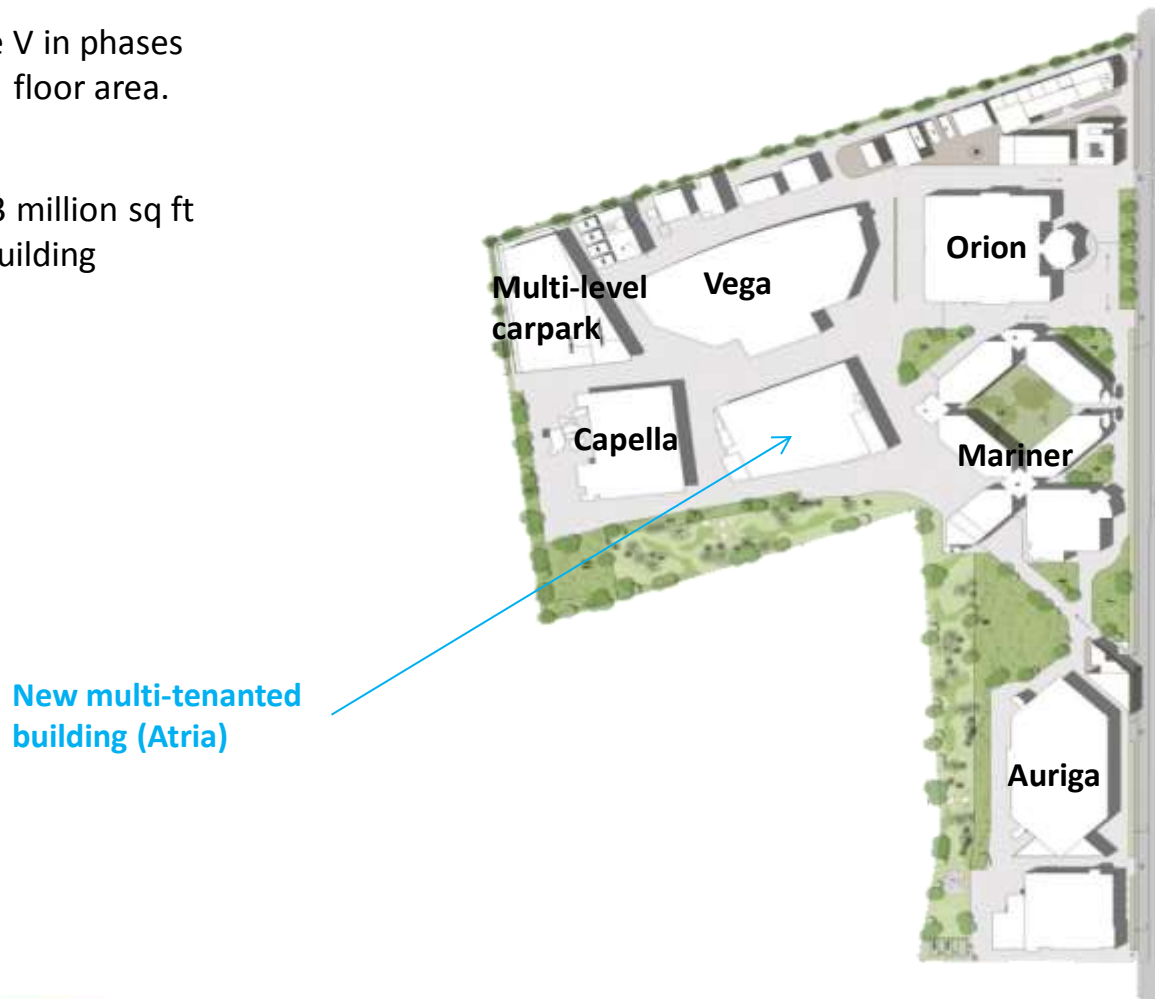 V in phases
floor area.
million sq ft
Orion
Vega
Multi-level
carpark
Capella
Mariner
New multi-tenanted
building (Atria)
Auriga